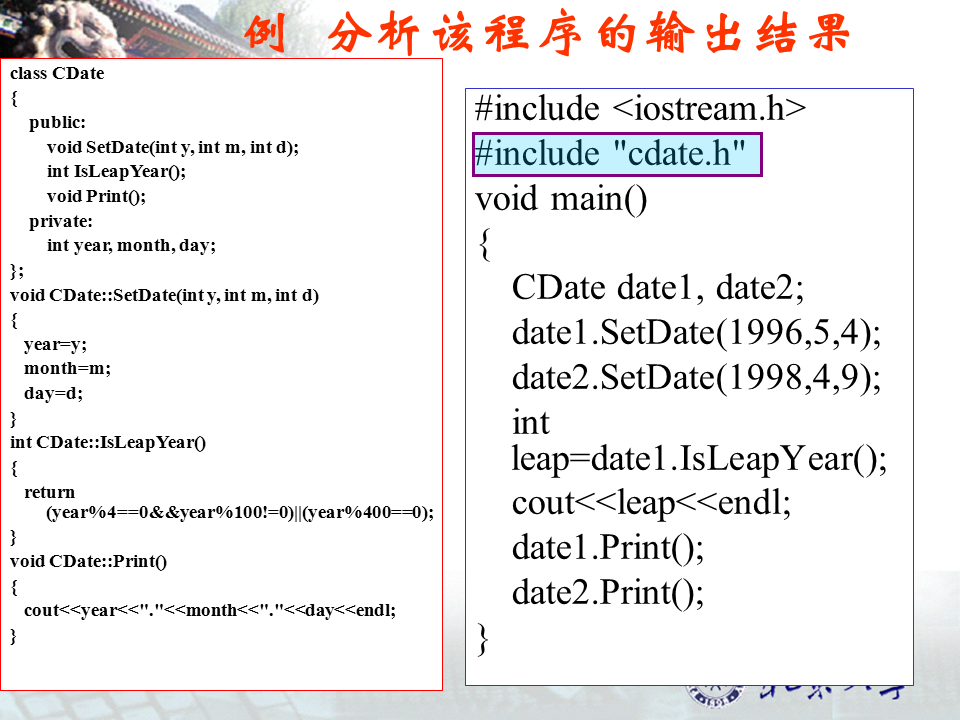 例 分析该程序的输出结果
class CDate
{
public:
void SetDate(int y, int m, int d);
int IsLeapYear();
void Print();
private:
int year, month, day;
};
void CDate::SetDate(int y, int m, int d)
{
year=y;
month=m;
day=d;
}
int CDate::IsLeapYear()
{
return
(year%4==0&&year%100!=0)||(year%400==0);
}
void CDate::Print()
{
cout<<year<<"."<<month<<"."<<day<<endl;
}
#include <iostream.h>
#include "cdate.h"
void main()
{
CDate date1, date2;
date1.SetDate(1996,5,4);
date2.SetDate(1998,4,9);
int
leap=date1.IsLeapYear();
cout<<leap<<endl;
date1.Print();
date2.Print();
}